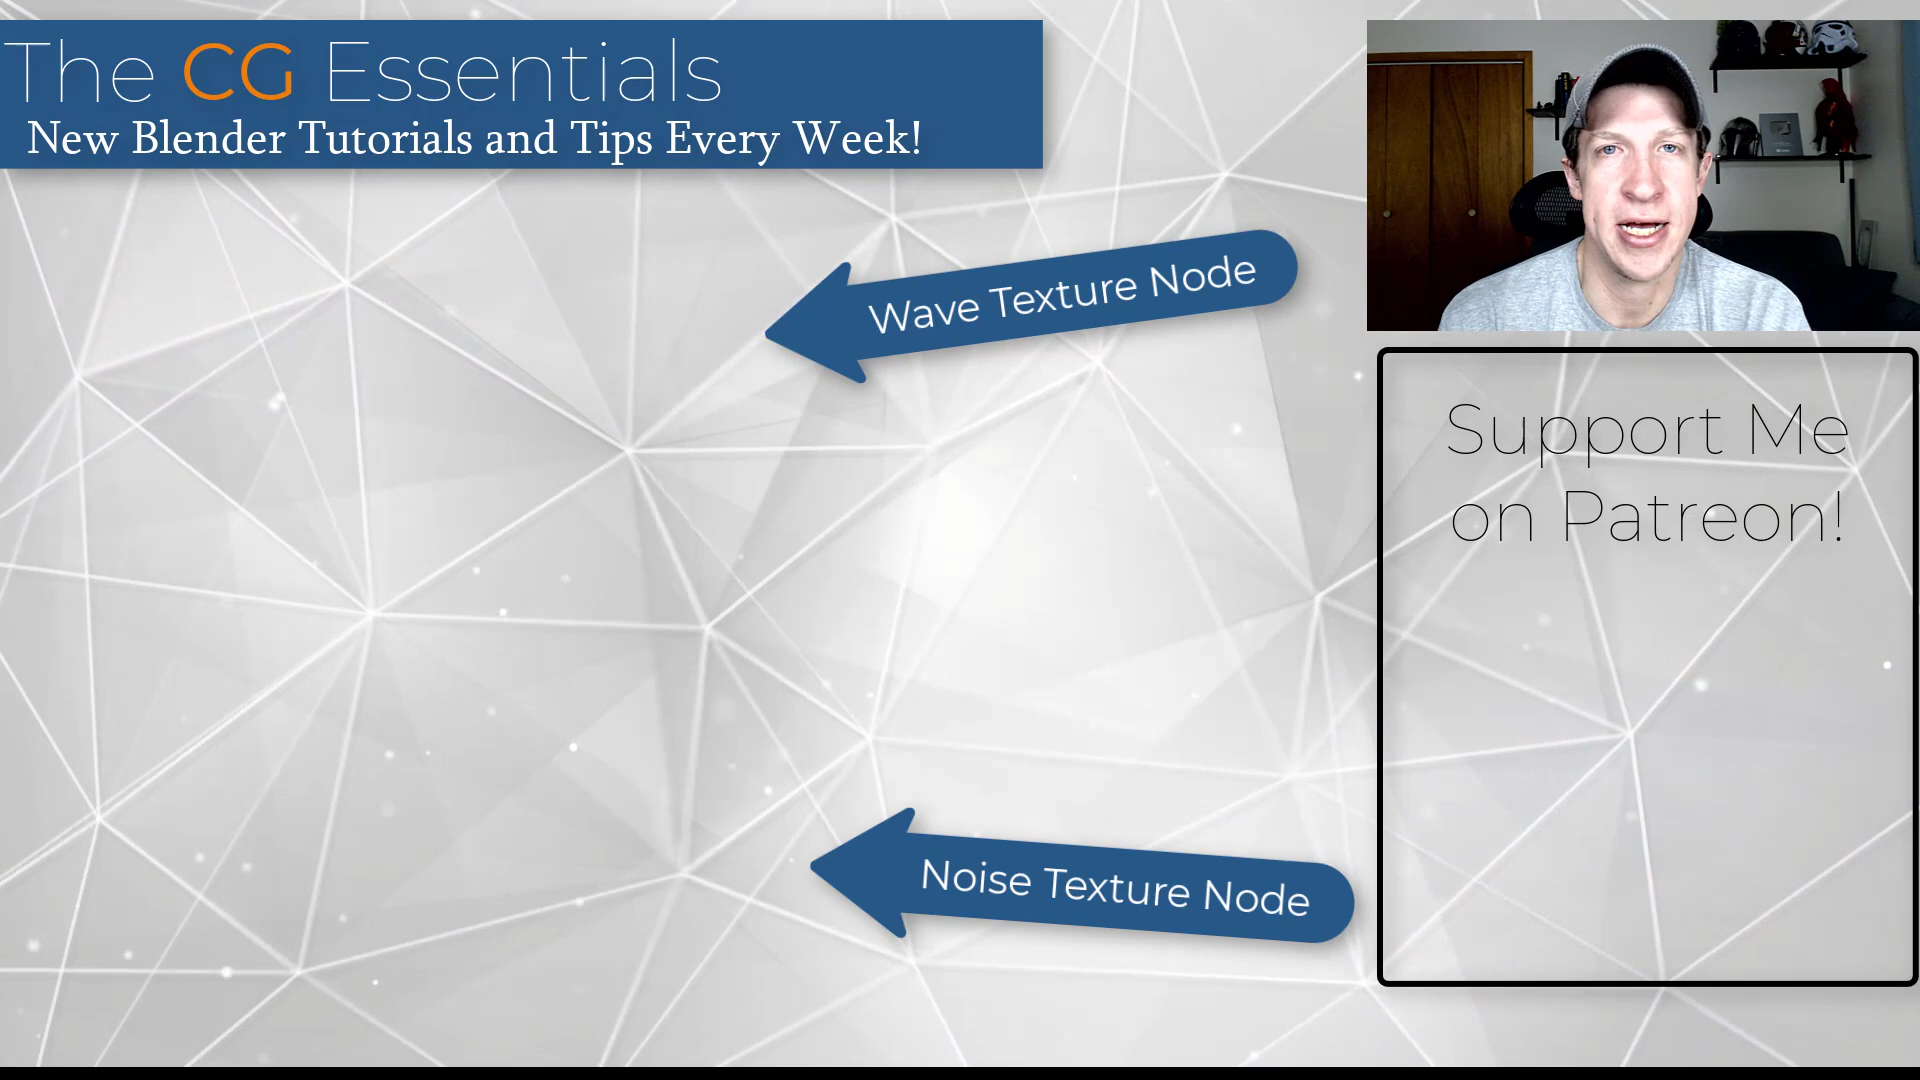 The CG Essentials
New Blender Tutorials and Tips Every Week!
Wave Texture Node
Support Me
on Patreon!
Noise Texture Node